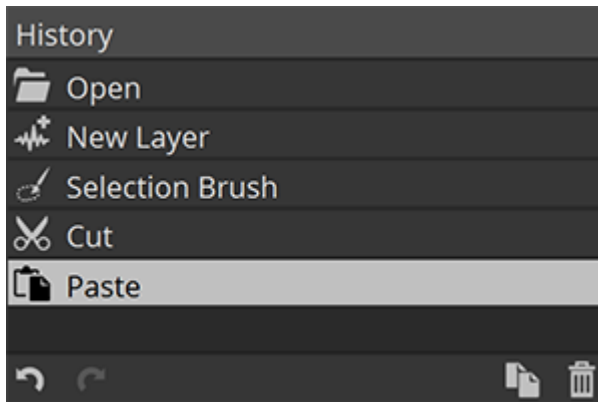 History
Open
New Layer
Selection Brush
Cut
Paste